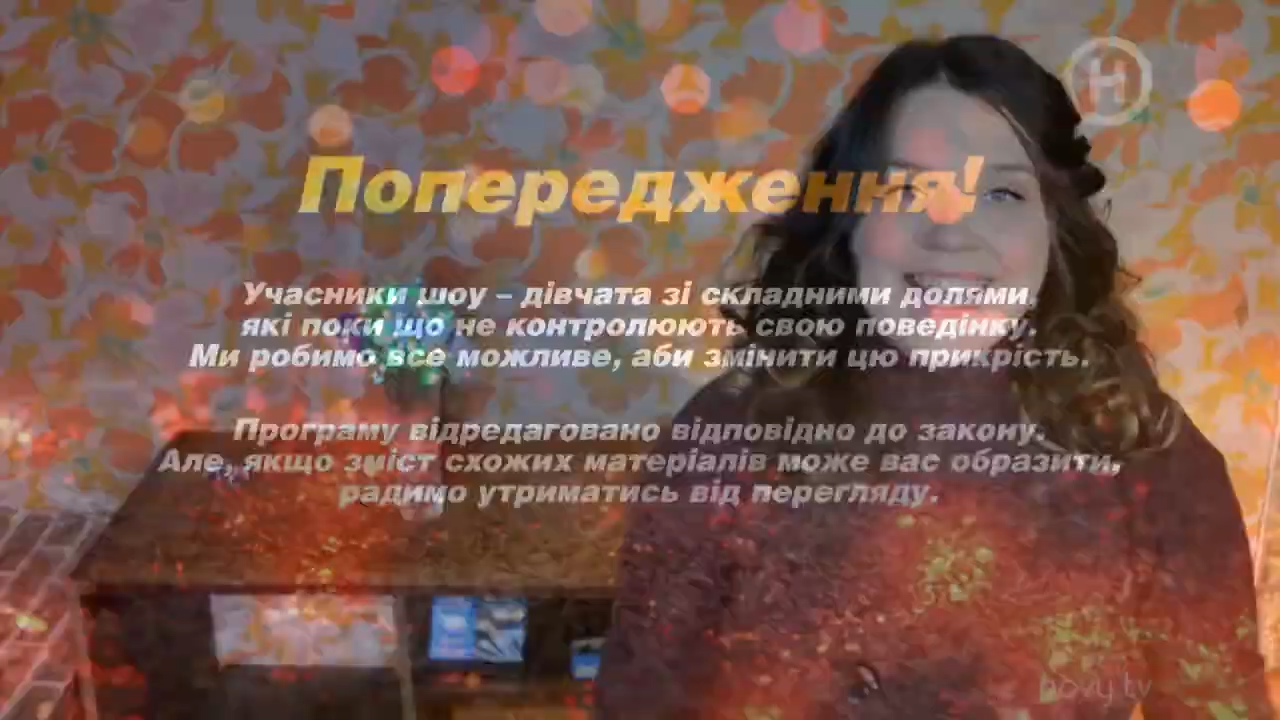 Н
Попередження!
Учасники шоу – дівчата зі складними долями,
які поки що не контролюють свою поведінку.
Ми робимо все можливе, аби змінити цю прикрість.
Програму відредаговано відповідно до закону.
Але, якщо зміст схожих матеріалів може вас образити,
радимо утриматись від перегляду.
novy tv